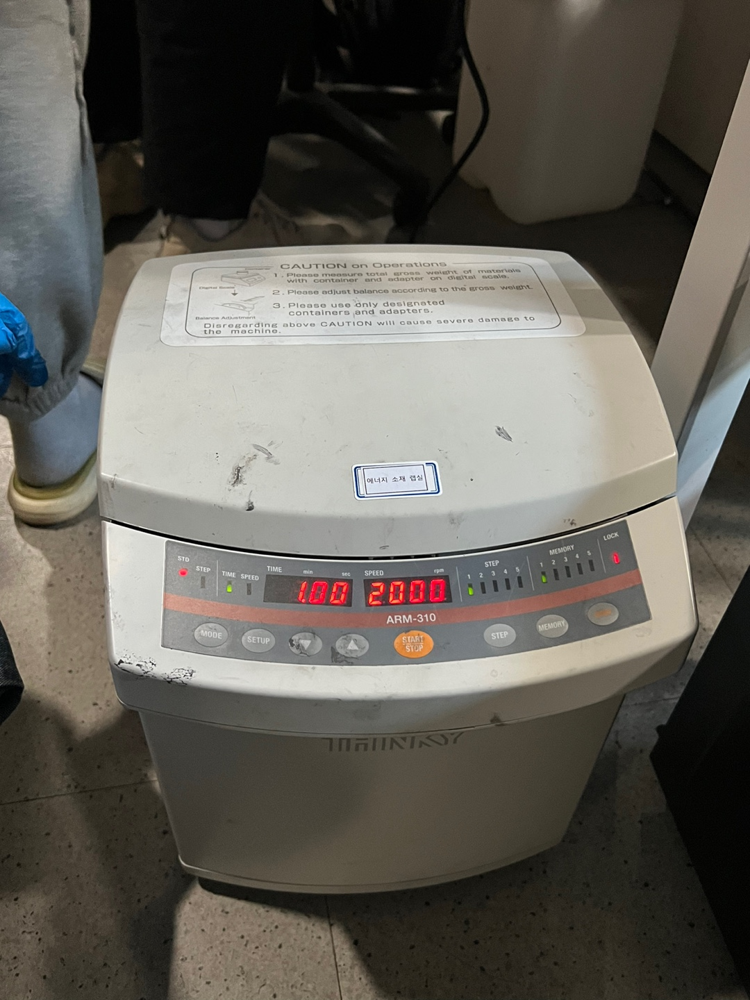 CAUTION on Operations
1. Please measure total gross weight of materials
with container and adapter on digital scale.
Digital Scale
2. Please adjust balance according to the gross weight.
3. Please use only designated
containers and adapters.
Balance Adjustment
Disregarding above CAUTION will cause severe damage to
the machine.
에너지 소재 랩실
STD STEP TIME SPEED TIME min sec SPEED rpm STEP 1 2 3 4 5 MEMORY 1 2 3 4 5 LOCK
1.00 2000
ARM-310
MODE SETUP ▼ ▲ START STOP STEP MEMORY
THINKY